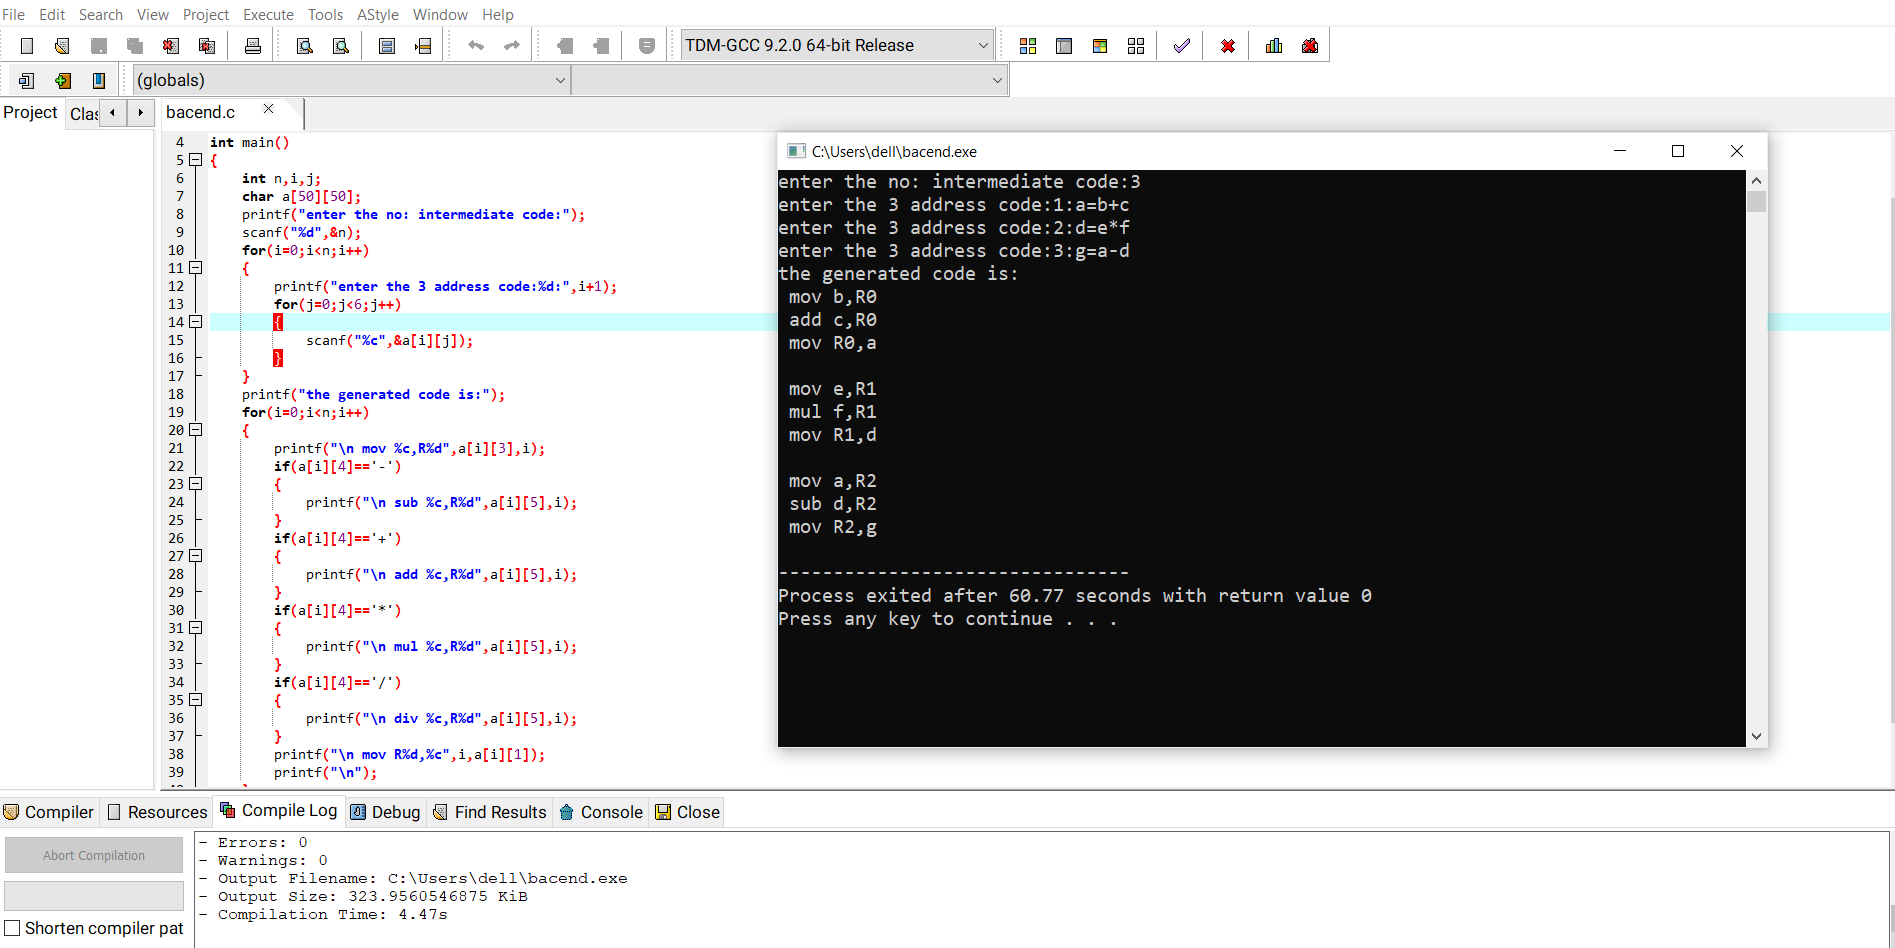 File Edit Search View Project Execute Tools AStyle Window Help
TDM-GCC 9.2.0 64-bit Release
(globals)
Project Clas
bacend.c
4 int main()
5 {
6 int n,i,j;
7 char a[50][50];
8 printf("enter the no: intermediate code:");
9 scanf("%d",&n);
10 for(i=0;i<n;i++)
11 {
12 printf("enter the 3 address code:%d:",i+1);
13 for(j=0;j<6;j++)
14 {
15 scanf("%c",&a[i][j]);
16 }
17 }
18 printf("the generated code is:");
19 for(i=0;i<n;i++)
20 {
21 printf("\n mov %c,R%d",a[i][3],i);
22 if(a[i][4]=='-')
23 {
24 printf("\n sub %c,R%d",a[i][5],i);
25 }
26 if(a[i][4]=='+')
27 {
28 printf("\n add %c,R%d",a[i][5],i);
29 }
30 if(a[i][4]=='*')
31 {
32 printf("\n mul %c,R%d",a[i][5],i);
33 }
34 if(a[i][4]=='/')
35 {
36 printf("\n div %c,R%d",a[i][5],i);
37 }
38 printf("\n mov R%d,%c",i,a[i][1]);
39 printf("\n");
C:\Users\dell\bacend.exe
enter the no: intermediate code:3
enter the 3 address code:1:a=b+c
enter the 3 address code:2:d=e*f
enter the 3 address code:3:g=a-d
the generated code is:
mov b,R0
add c,R0
mov R0,a
mov e,R1
mul f,R1
mov R1,d
mov a,R2
sub d,R2
mov R2,g
--------------------------------
Process exited after 60.77 seconds with return value 0
Press any key to continue . . .
Compiler Resources Compile Log Debug Find Results Console Close
Abort Compilation
Shorten compiler pat
- Errors: 0
- Warnings: 0
- Output Filename: C:\Users\dell\bacend.exe
- Output Size: 323.9560546875 KiB
- Compilation Time: 4.47s